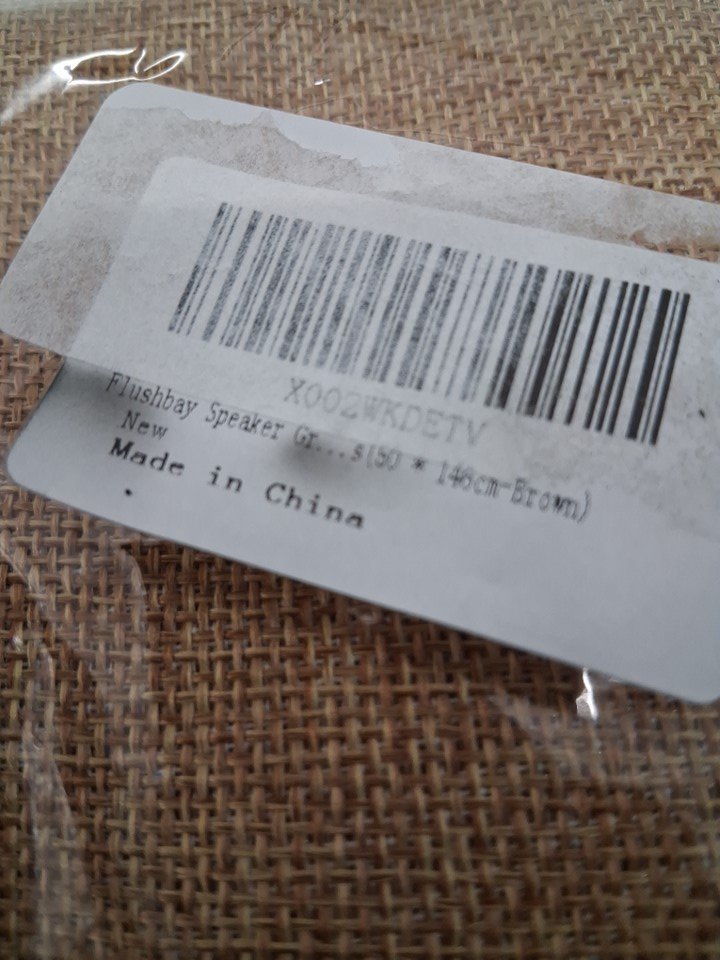 X002WKDETV
Flushbay Speaker Gr...s(50 * 146cm-Brown)
New
Made in China